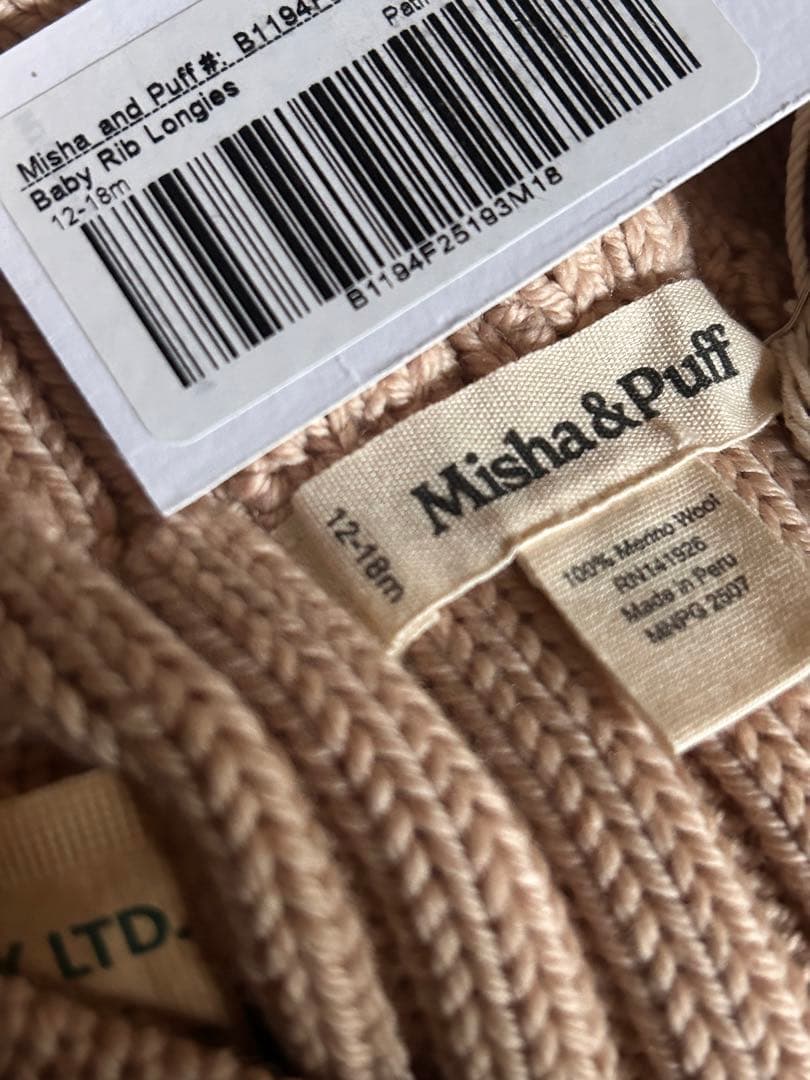 Misha and Puff #: B1194F
Baby Rib Longies
12-18m
B1194F25193M18
Misha&Puff
12-18m
100% Merino Wool
RN141926
Made in Peru
MNPG 2507
LTD.